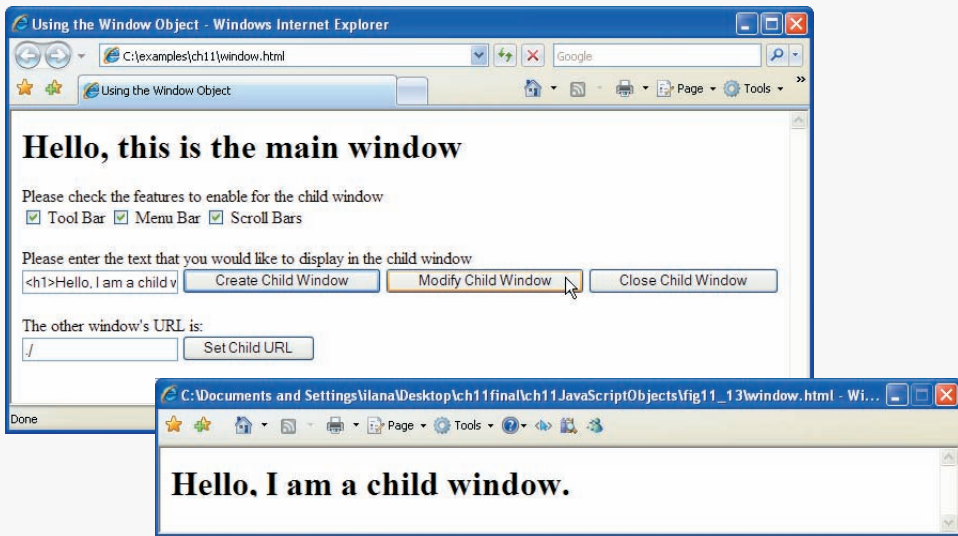 Using the Window Object - Windows Internet Explorer
C:\examples\ch11\window.html
Google
Using the Window Object
Page
Tools
»
Hello, this is the main window
Please check the features to enable for the child window
Tool Bar Menu Bar Scroll Bars
Please enter the text that you would like to display in the child window
<h1>Hello, I am a child v Create Child Window Modify Child Window Close Child Window
The other window's URL is:
./ Set Child URL
Done
C:\Documents and Settings\ilana\Desktop\ch11final\ch11JavaScriptObjects\fig11_13\window.html - Wi...
Page Tools
Hello, I am a child window.